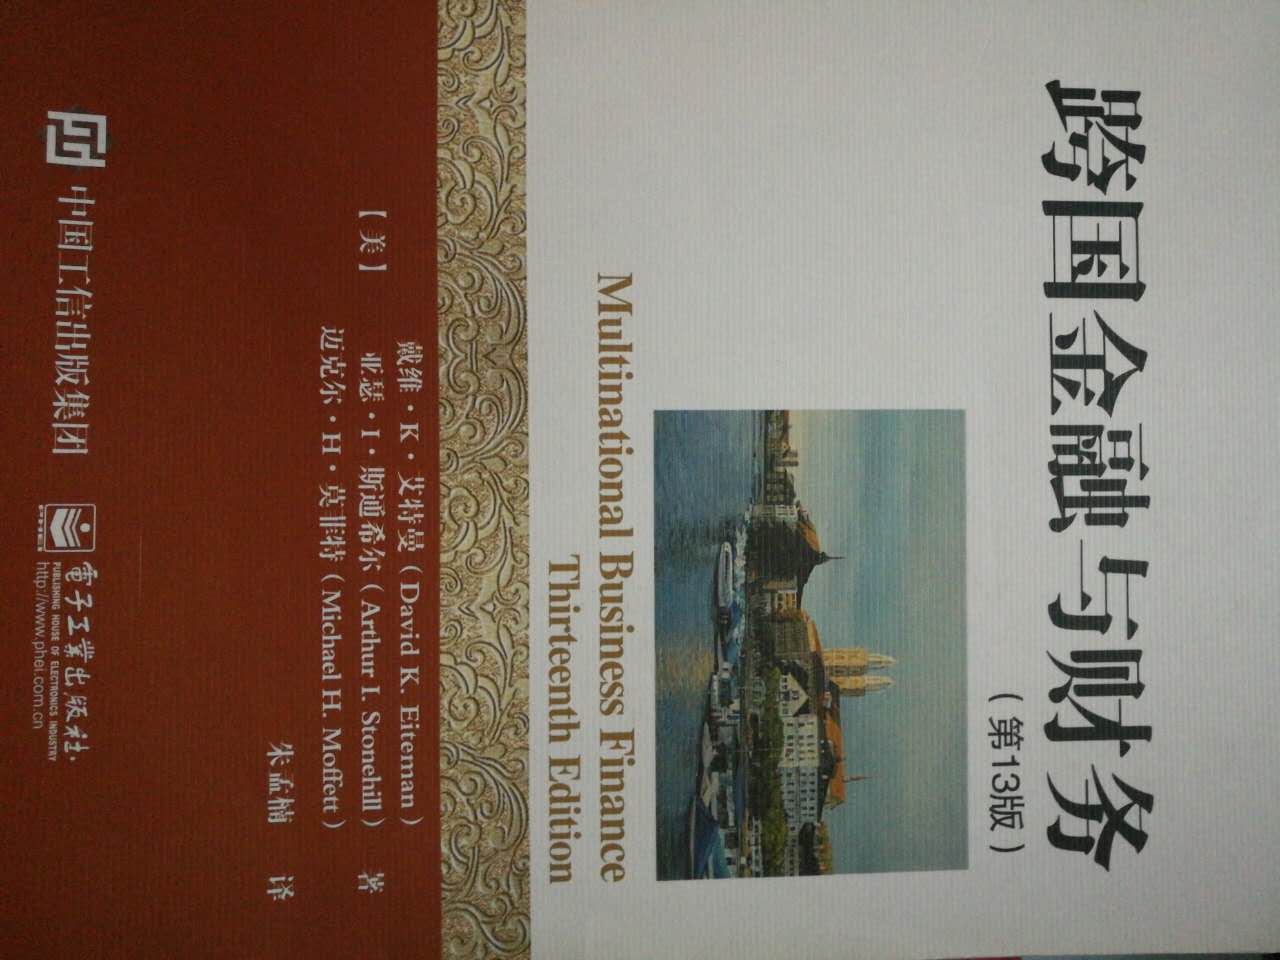 跨国金融与财务
(第13版)
Multinational Business Finance
Thirteenth Edition
戴维·K·艾特曼(David K. Eiteman)
【美】 亚瑟·I·斯通希尔(Arthur I. Stonehill) 著
迈克尔·H·莫菲特(Michael H. Moffett)
朱孟楠 译
中国工信出版集团
電子工業出版社·
PUBLISHING HOUSE OF ELECTRONICS INDUSTRY
http://www.phei.com.cn